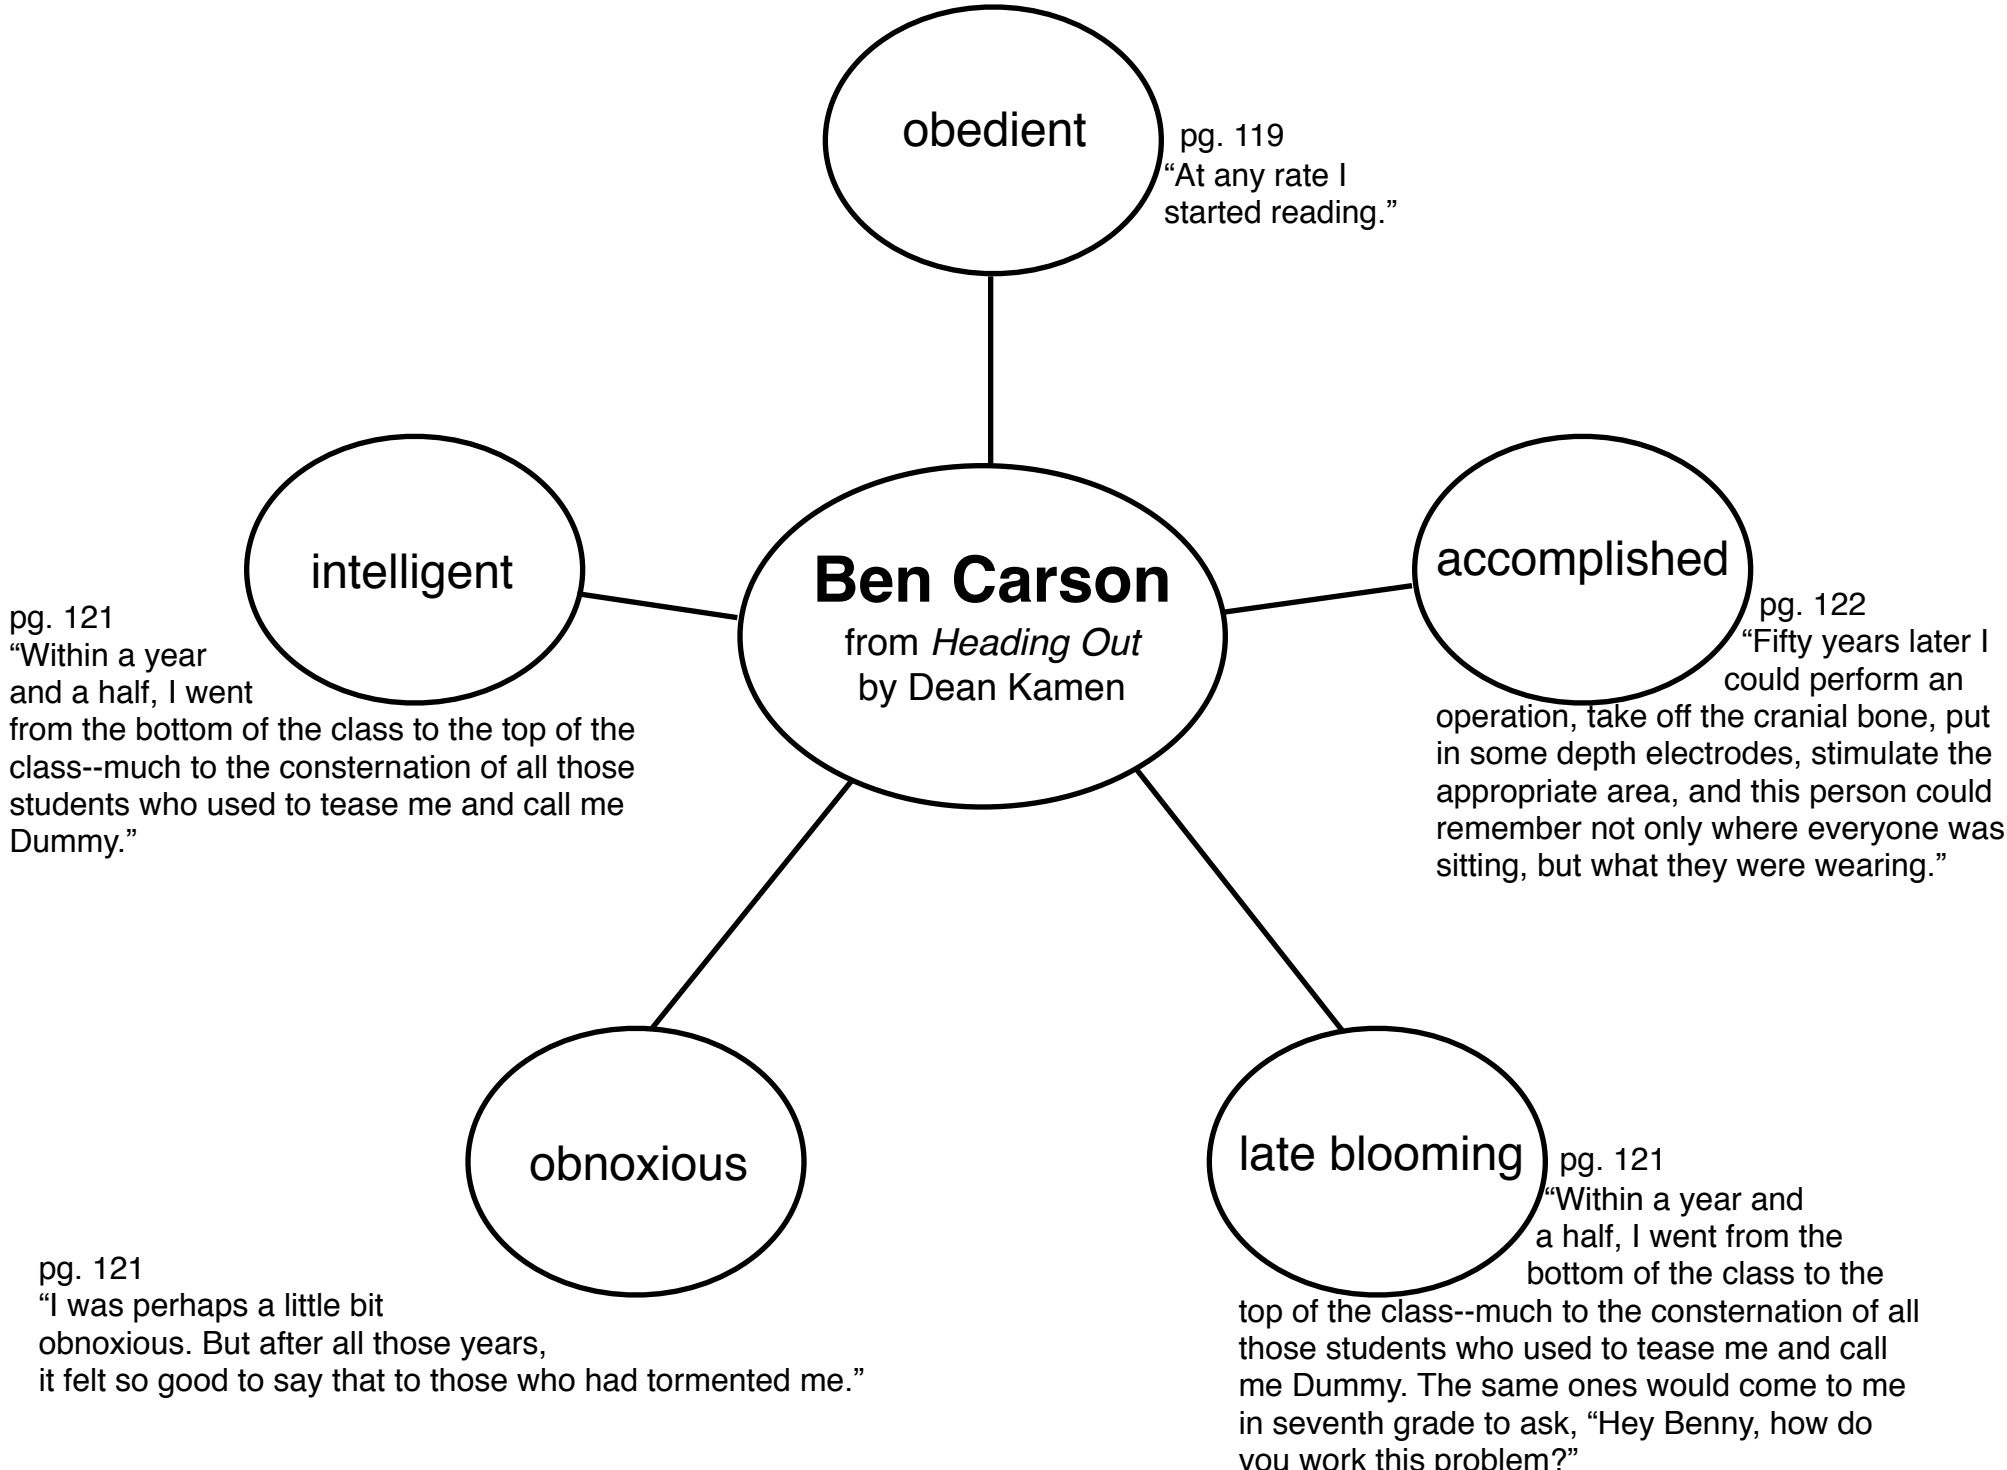 obedient
pg. 119
“At any rate I
started reading.”
intelligent
pg. 121
“Within a year
and a half, I went
from the bottom of the class to the top of the
class--much to the consternation of all those
students who used to tease me and call me
Dummy.”
Ben Carson
from Heading Out
by Dean Kamen
accomplished
pg. 122
“Fifty years later I
could perform an
operation, take off the cranial bone, put
in some depth electrodes, stimulate the
appropriate area, and this person could
remember not only where everyone was
sitting, but what they were wearing.”
obnoxious
pg. 121
“I was perhaps a little bit
obnoxious. But after all those years,
it felt so good to say that to those who had tormented me.”
late blooming
pg. 121
“Within a year and
a half, I went from the
bottom of the class to the
top of the class--much to the consternation of all
those students who used to tease me and call
me Dummy. The same ones would come to me
in seventh grade to ask, “Hey Benny, how do
you work this problem?”